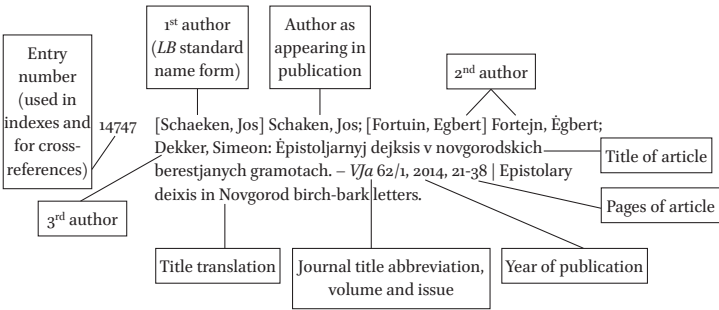 1st author
(LB standard
name form)
Author as
appearing in
publication
Entry
number
(used in
indexes and
for cross-
references)
2nd author
14747 [Schaeken, Jos] Schaken, Jos; [Fortuin, Egbert] Fortejn, Ėgbert;
Dekker, Simeon: Ėpistoljarnyj dejksis v novgorodskich
berestjanych gramotach. – VJa 62/1, 2014, 21-38 | Epistolary
deixis in Novgorod birch-bark letters.
Title of article
Pages of article
3rd author
Title translation
Journal title abbreviation,
volume and issue
Year of publication